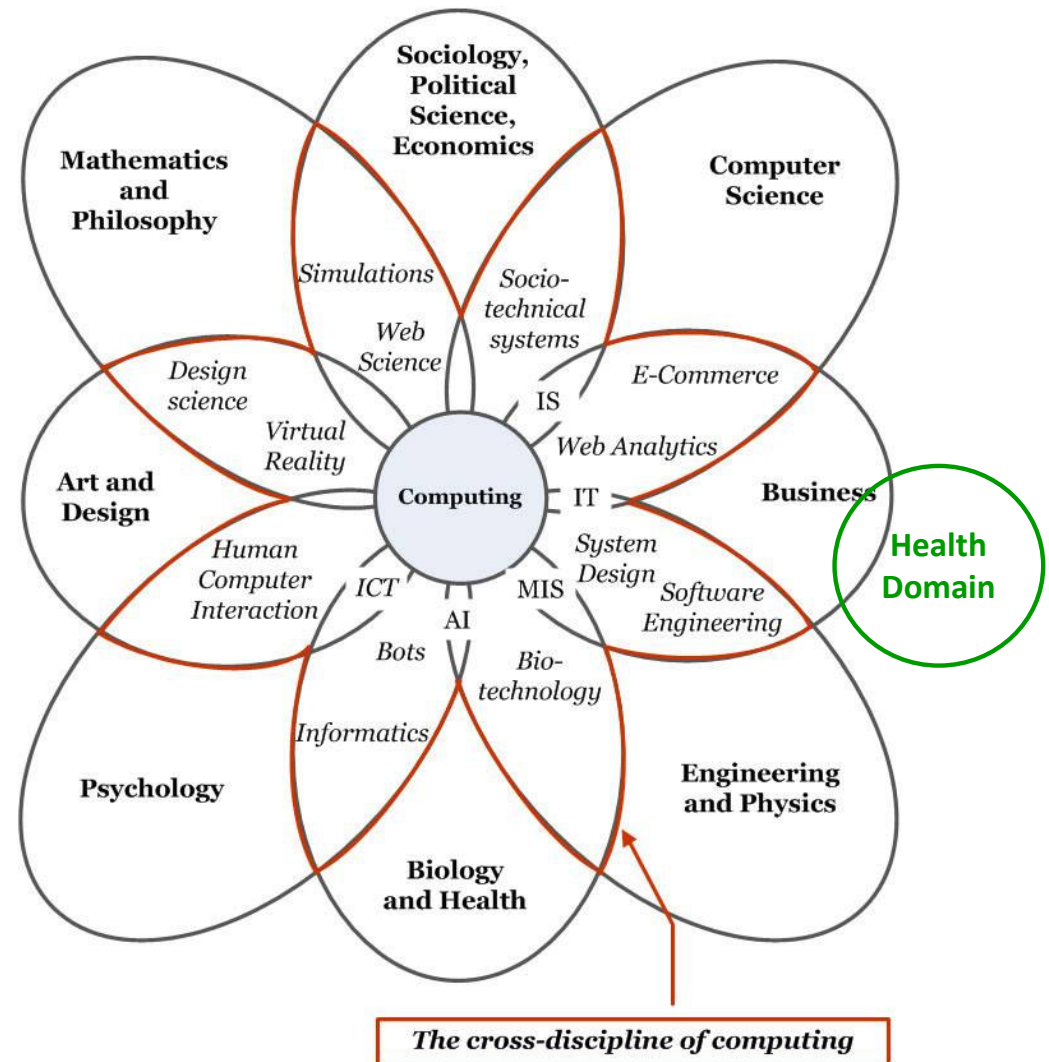 Sociology,
Political
Science,
Economics
Mathematics
and
Philosophy
Computer
Science
Simulations
Socio-
technical
systems
Web
Science
Design
science
E-Commerce
IS
Virtual
Reality
Web Analytics
Art and
Design
Computing
IT
Business
Health
Domain
Human
Computer
Interaction
ICT
AI
MIS
System
Design
Software
Engineering
Bots
Bio-
technology
Informatics
Psychology
Engineering
and Physics
Biology
and Health
The cross-discipline of computing